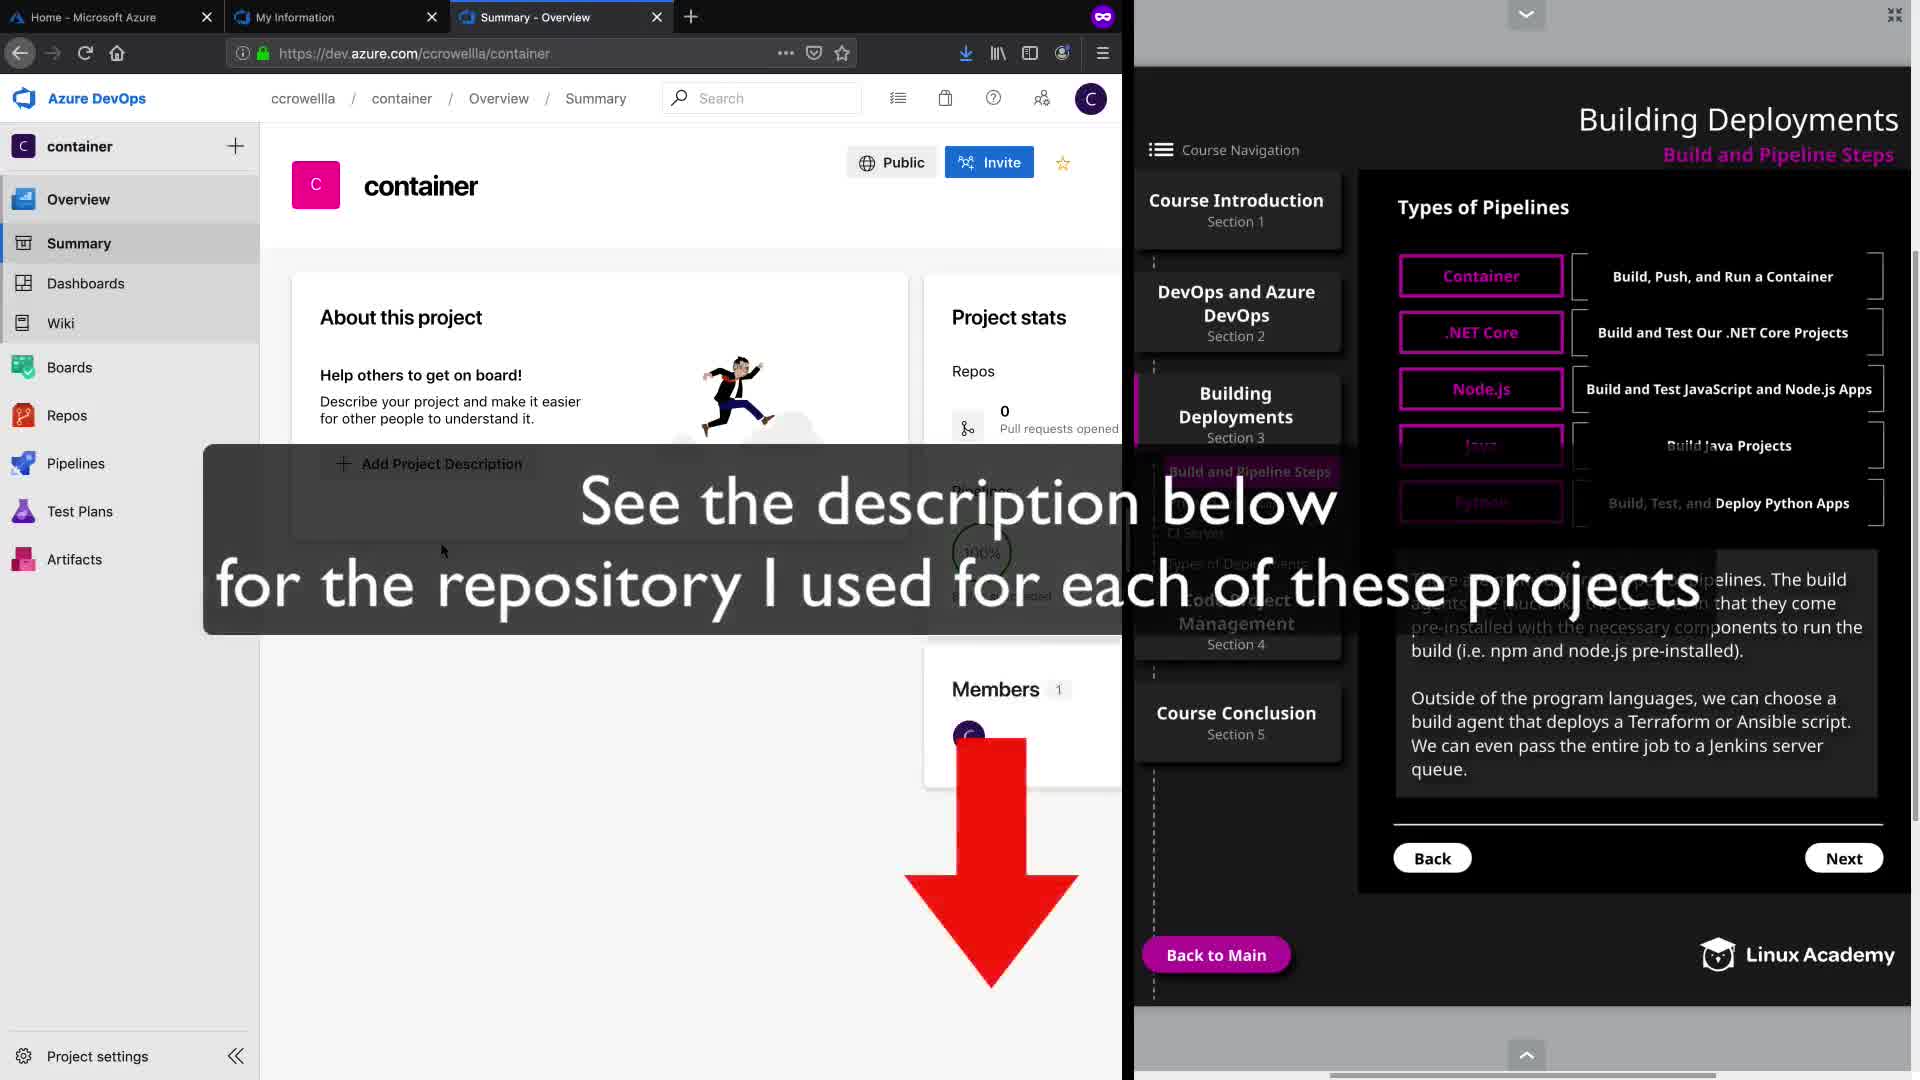 Home - Microsoft Azure
My Information
Summary - Overview
https://dev.azure.com/ccrowellla/container
Azure DevOps
ccrowellla / container / Overview / Summary
Search
C
C container
Overview
Summary
Dashboards
Wiki
Boards
Repos
Pipelines
Test Plans
Artifacts
Project settings
C
container
Public
Invite
About this project
Help others to get on board!
Describe your project and make it easier
for other people to understand it.
Add Project Description
Project stats
Repos
0
Pull requests opened
100%
Members 1
See the description below
for the repository I used for each of these projects
Building Deployments
Build and Pipeline Steps
Course Navigation
Course Introduction
Section 1
DevOps and Azure
DevOps
Section 2
Building
Deployments
Section 3
Build and Pipeline Steps
CI Server
Types of Deployments
Code Project
Management
Section 4
Course Conclusion
Section 5
Back to Main
Types of Pipelines
Container
Build, Push, and Run a Container
.NET Core
Build and Test Our .NET Core Projects
Node.js
Build and Test JavaScript and Node.js Apps
Java
Build Java Projects
Python
Build, Test, and Deploy Python Apps
pipelines. The build
that they come
pre-installed with the necessary components to run the
build (i.e. npm and node.js pre-installed).
Outside of the program languages, we can choose a
build agent that deploys a Terraform or Ansible script.
We can even pass the entire job to a Jenkins server
queue.
Back
Next
Linux Academy